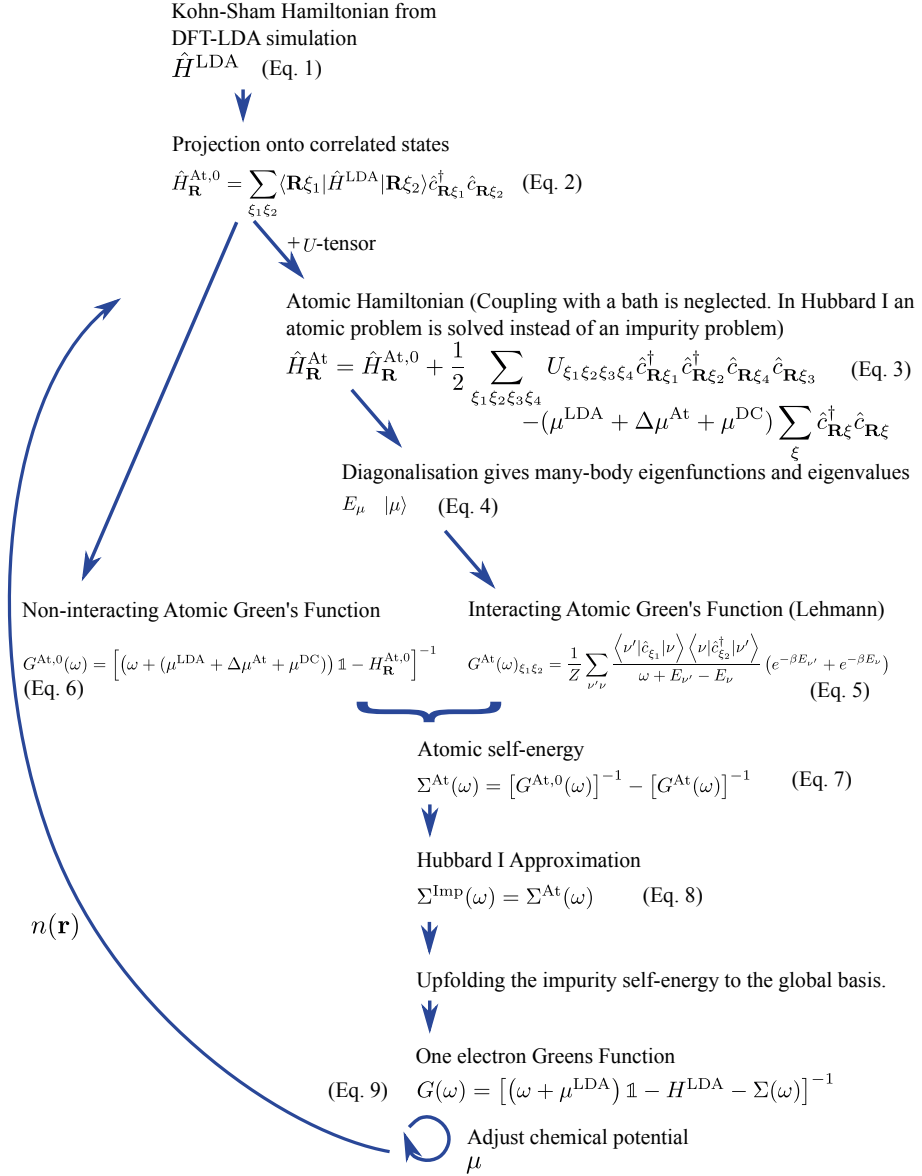 Kohn-Sham Hamiltonian from
DFT-LDA simulation
Ĥ^LDA (Eq. 1)
Projection onto correlated states
Ĥ_R^{At,0} = ∑_{ξ₁ξ₂} ⟨Rξ₁|Ĥ^LDA|Rξ₂⟩ĉ†_{Rξ₁} ĉ_{Rξ₂} (Eq. 2)
+U-tensor
Atomic Hamiltonian (Coupling with a bath is neglected. In Hubbard I an
atomic problem is solved instead of an impurity problem)
Ĥ_R^{At} = Ĥ_R^{At,0} + 1/2 ∑_{ξ₁ξ₂ξ₃ξ₄} U_{ξ₁ξ₂ξ₃ξ₄} ĉ†_{Rξ₁} ĉ†_{Rξ₂} ĉ_{Rξ₄} ĉ_{Rξ₃} (Eq. 3)
−(μ^LDA + Δμ^At + μ^DC) ∑_ξ ĉ†_{Rξ} ĉ_{Rξ}
Diagonalisation gives many-body eigenfunctions and eigenvalues
E_μ |μ⟩ (Eq. 4)
Non-interacting Atomic Green's Function
G^{At,0}(ω) = [(ω + (μ^LDA + Δμ^At + μ^DC)) 𝟙 − H_R^{At,0}]^{−1}
(Eq. 6)
Interacting Atomic Green's Function (Lehmann)
G^{At}(ω)_{ξ₁ξ₂} = 1/Z ∑_{ν′ν} ⟨ν′|ĉ_{ξ₁}|ν⟩ ⟨ν|ĉ†_{ξ₂}|ν′⟩ / (ω + E_{ν′} − E_ν) (e^{−βE_{ν′}} + e^{−βE_ν})
(Eq. 5)
Atomic self-energy
Σ^{At}(ω) = [G^{At,0}(ω)]^{−1} − [G^{At}(ω)]^{−1} (Eq. 7)
Hubbard I Approximation
Σ^{Imp}(ω) = Σ^{At}(ω) (Eq. 8)
n(r)
Upfolding the impurity self-energy to the global basis.
One electron Greens Function
(Eq. 9) G(ω) = [(ω + μ^LDA) 𝟙 − H^LDA − Σ(ω)]^{−1}
Adjust chemical potential
μ